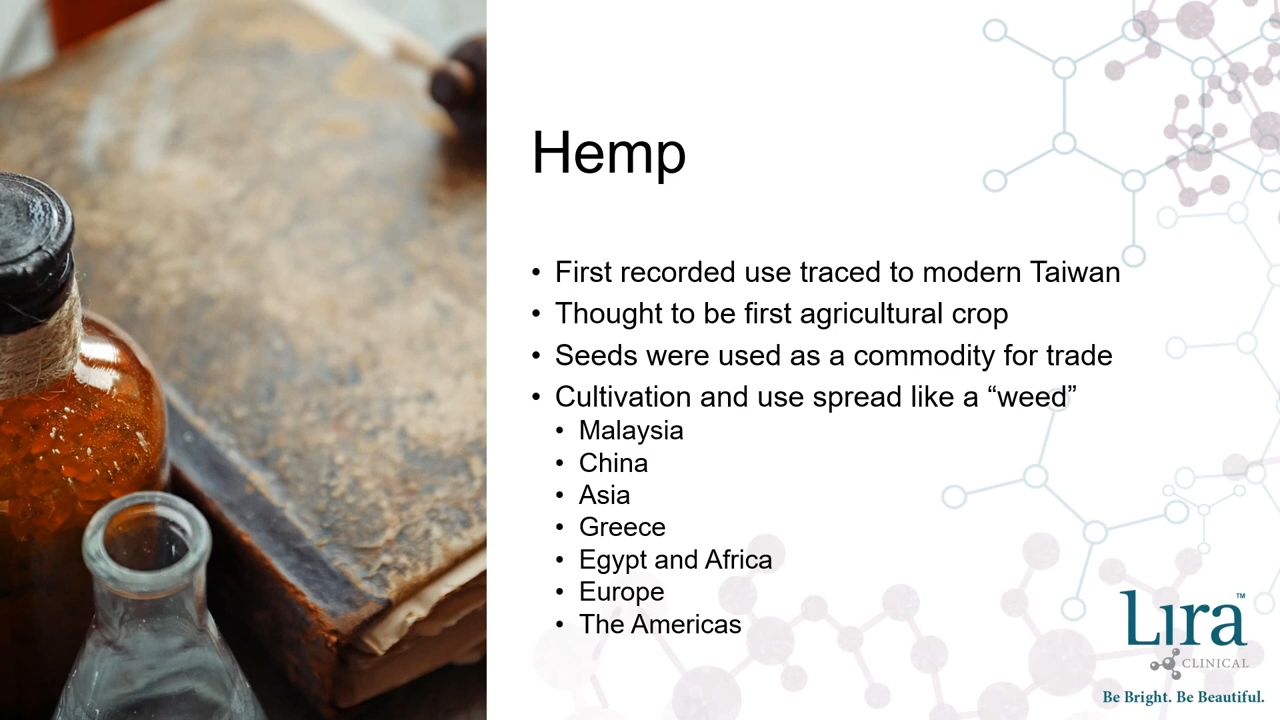 Hemp
• First recorded use traced to modern Taiwan
• Thought to be first agricultural crop
• Seeds were used as a commodity for trade
• Cultivation and use spread like a “weed”
• Malaysia
• China
• Asia
• Greece
• Egypt and Africa
• Europe
• The Americas
Lira™
CLINICAL
Be Bright. Be Beautiful.